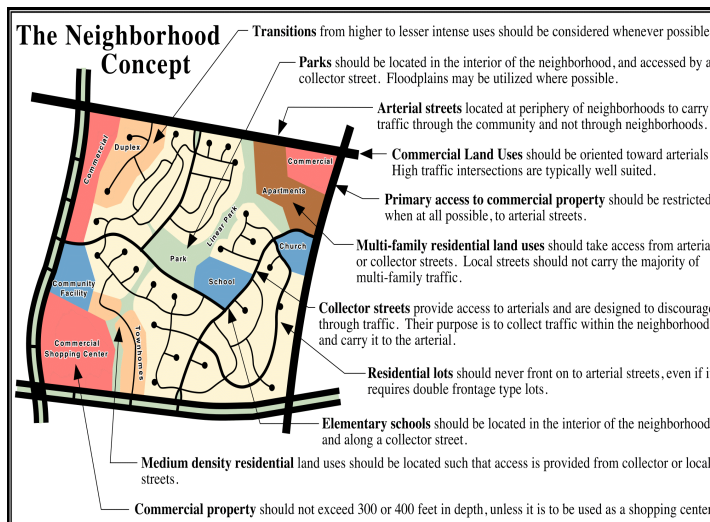 The Neighborhood
Concept
Transitions from higher to lesser intense uses should be considered whenever possible
Parks should be located in the interior of the neighborhood, and accessed by a
collector street. Floodplains may be utilized where possible.
Arterial streets located at periphery of neighborhoods to carry
traffic through the community and not through neighborhoods.
Commercial Land Uses should be oriented toward arterials
High traffic intersections are typically well suited.
Primary access to commercial property should be restricted
when at all possible, to arterial streets.
Multi-family residential land uses should take access from arteria
or collector streets. Local streets should not carry the majority of
multi-family traffic.
Collector streets provide access to arterials and are designed to discourage
through traffic. Their purpose is to collect traffic within the neighborhood
and carry it to the arterial.
Residential lots should never front on to arterial streets, even if i
requires double frontage type lots.
Elementary schools should be located in the interior of the neighborhood
and along a collector street.
Medium density residential land uses should be located such that access is provided from collector or local
streets.
Commercial property should not exceed 300 or 400 feet in depth, unless it is to be used as a shopping center
Commercial
Duplex
Commercial
Apartments
Linear Park
Park
Church
School
Community
Facility
Commercial
Shopping Center
Townhomes